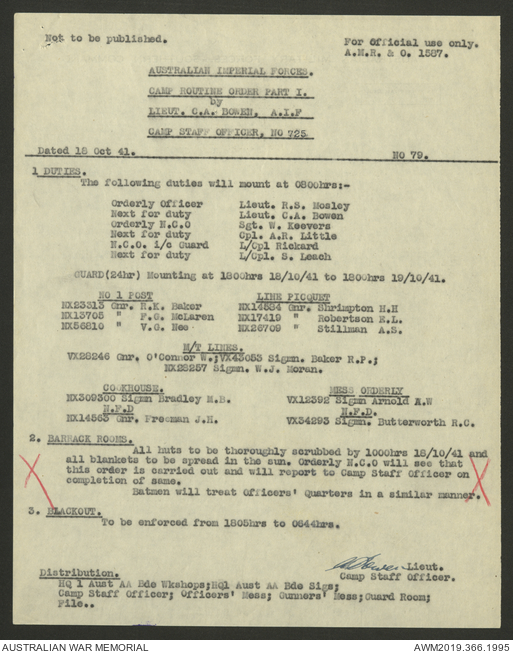 Not to be published.
For Official use only.
A.M.R. & O. 1587.
AUSTRALIAN IMPERIAL FORCES.
CAMP ROUTINE ORDER PART I.
by
LIEUT. C.A. BOWEN, A.I.F
CAMP STAFF OFFICER, NO 725
Dated 18 Oct 41. NO 79.
1 DUTIES.
The following duties will mount at 0800hrs:-
Orderly Officer Lieut. R.S. Mosley
Next for duty Lieut. C.A. Bowen
Orderly N.C.O Sgt. W. Keevers
Next for duty Cpl. A.R. Little
N.C.O. i/c Guard L/Cpl Rickard
Next for duty L/Cpl. S. Leach
GUARD(24hr) Mounting at 1800hrs 18/10/41 to 1800hrs 19/10/41.
NO 1 POST LINE PICQUET
NX23313 Gnr. R.K. Baker NX14534 Gnr. Shrimpton H.H
NX13705 " F.G. McLaren NX17419 " Robertson R.L.
NX56810 " V.G. Nee NX26709 " Stillman A.S.
M/T LINES.
VX28246 Gnr. O'Connor W.;VX43053 Sigmn. Baker R.P.;
NX28257 Sigmn. W.J. Moran.
COOKHOUSE. MESS ORDERLY
NX309300 Sigmn Bradley M.B. VX12392 Sigmn Arnold R.W
N.F.D N.F.D.
NX14563 Gnr. Freeman J.H. VX34293 Sigmn. Butterworth R.C.
2. BARRACK ROOMS.
All huts to be thoroughly scrubbed by 1000hrs 18/10/41 and
all blankets to be spread in the sun. Orderly N.C.O will see that
this order is carried out and will report to Camp Staff Officer on
completion of same.
Batmen will treat Officers' Quarters in a similar manner.
3. BLACKOUT.
To be enforced from 1805hrs to 0644hrs.
Lieut.
Camp Staff Officer.
Distribution.
HQ 1 Aust AA Bde Wkshops;HQ1 Aust AA Bde Sigs;
Camp Staff Officer; Officers' Mess; Gunners' Mess;Guard Room;
File..
AUSTRALIAN WAR MEMORIAL AWM2019.366.1995